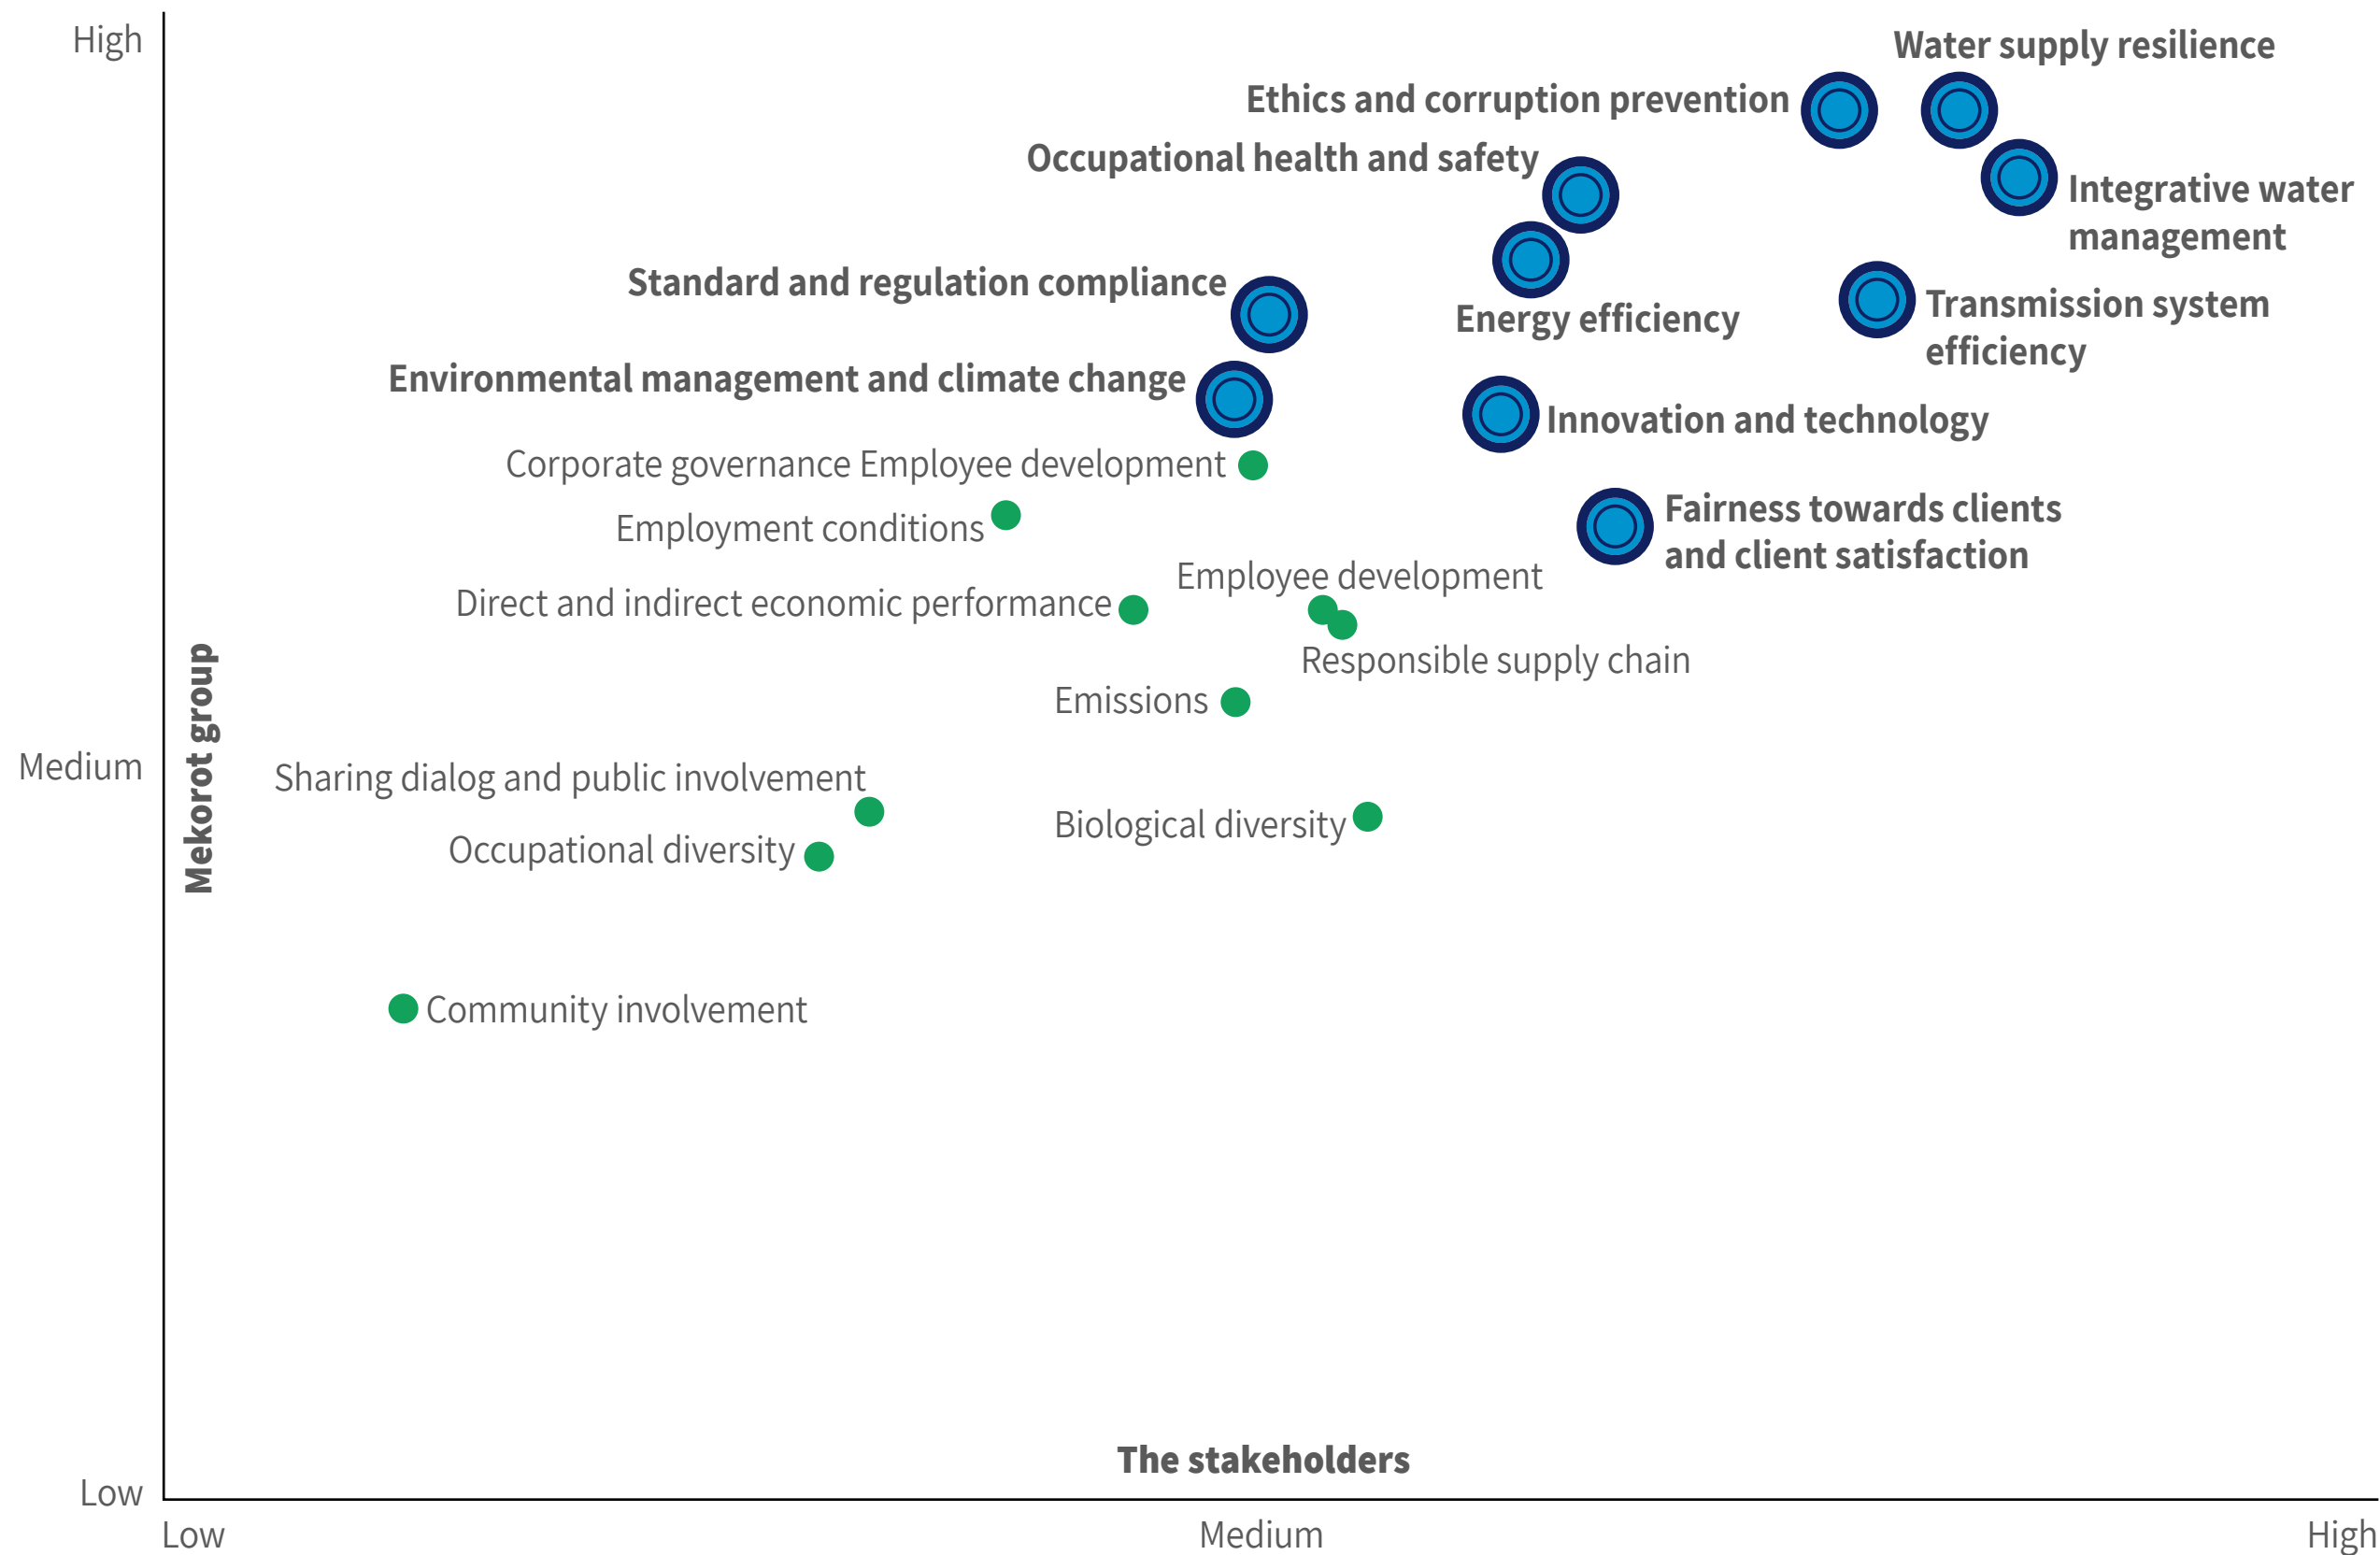 High
Water supply resilience
Ethics and corruption prevention
Occupational health and safety
Integrative water
management
Standard and regulation compliance
Energy efficiency
Transmission system
efficiency
Environmental management and climate change
Innovation and technology
Corporate governance Employee development
Employment conditions
Fairness towards clients
and client satisfaction
Employee development
Direct and indirect economic performance
Responsible supply chain
Emissions
Mekorot group
Medium
Sharing dialog and public involvement
Biological diversity
Occupational diversity
Community involvement
The stakeholders
Low
Low
Medium
High